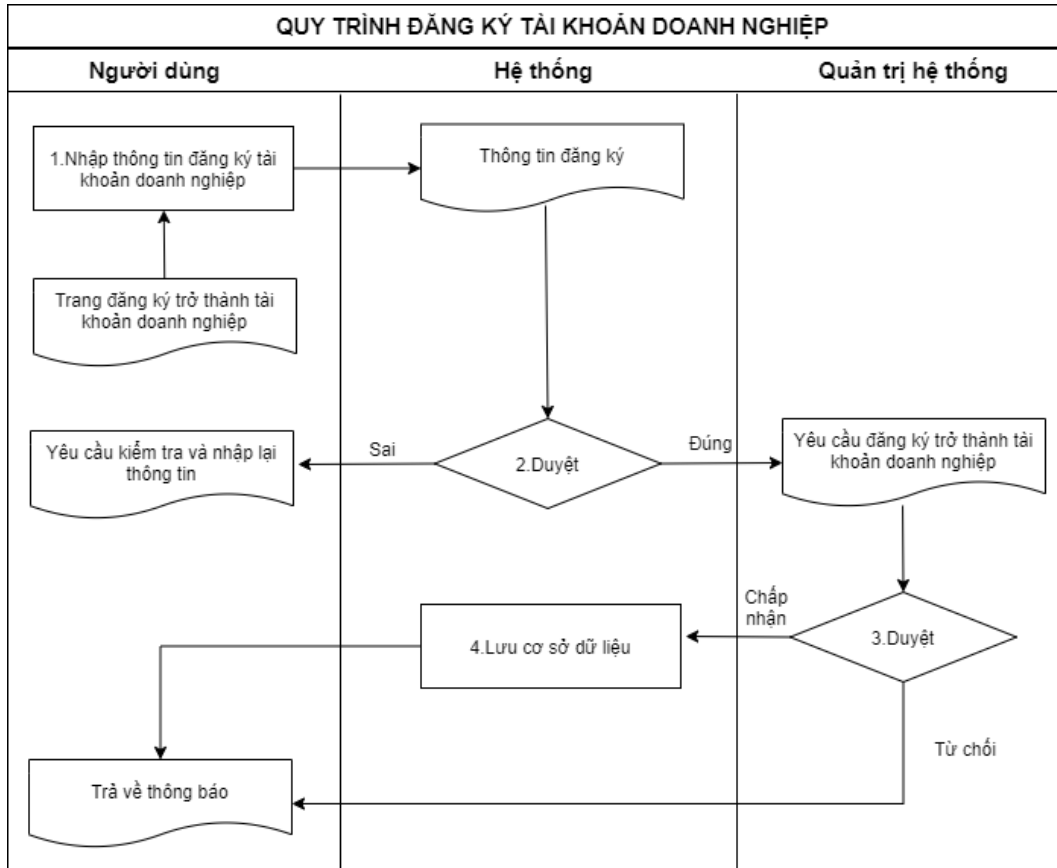 QUY TRÌNH ĐĂNG KÝ TÀI KHOẢN DOANH NGHIỆP
Người dùng
Hệ thống
Quản trị hệ thống
1.Nhập thông tin đăng ký tài
khoản doanh nghiệp
Thông tin đăng ký
Trang đăng ký trở thành tài
khoản doanh nghiệp
Yêu cầu kiểm tra và nhập lại
thông tin
Sai
2.Duyệt
Đúng
Yêu cầu đăng ký trở thành tài
khoản doanh nghiệp
Chấp
nhận
3.Duyệt
4.Lưu cơ sở dữ liệu
Từ chối
Trả về thông báo